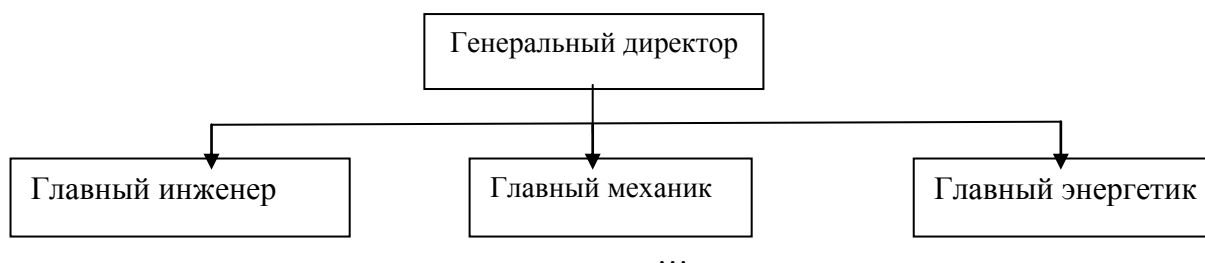 Генеральный директор
Главный инженер
Главный механик
Главный энергетик
...